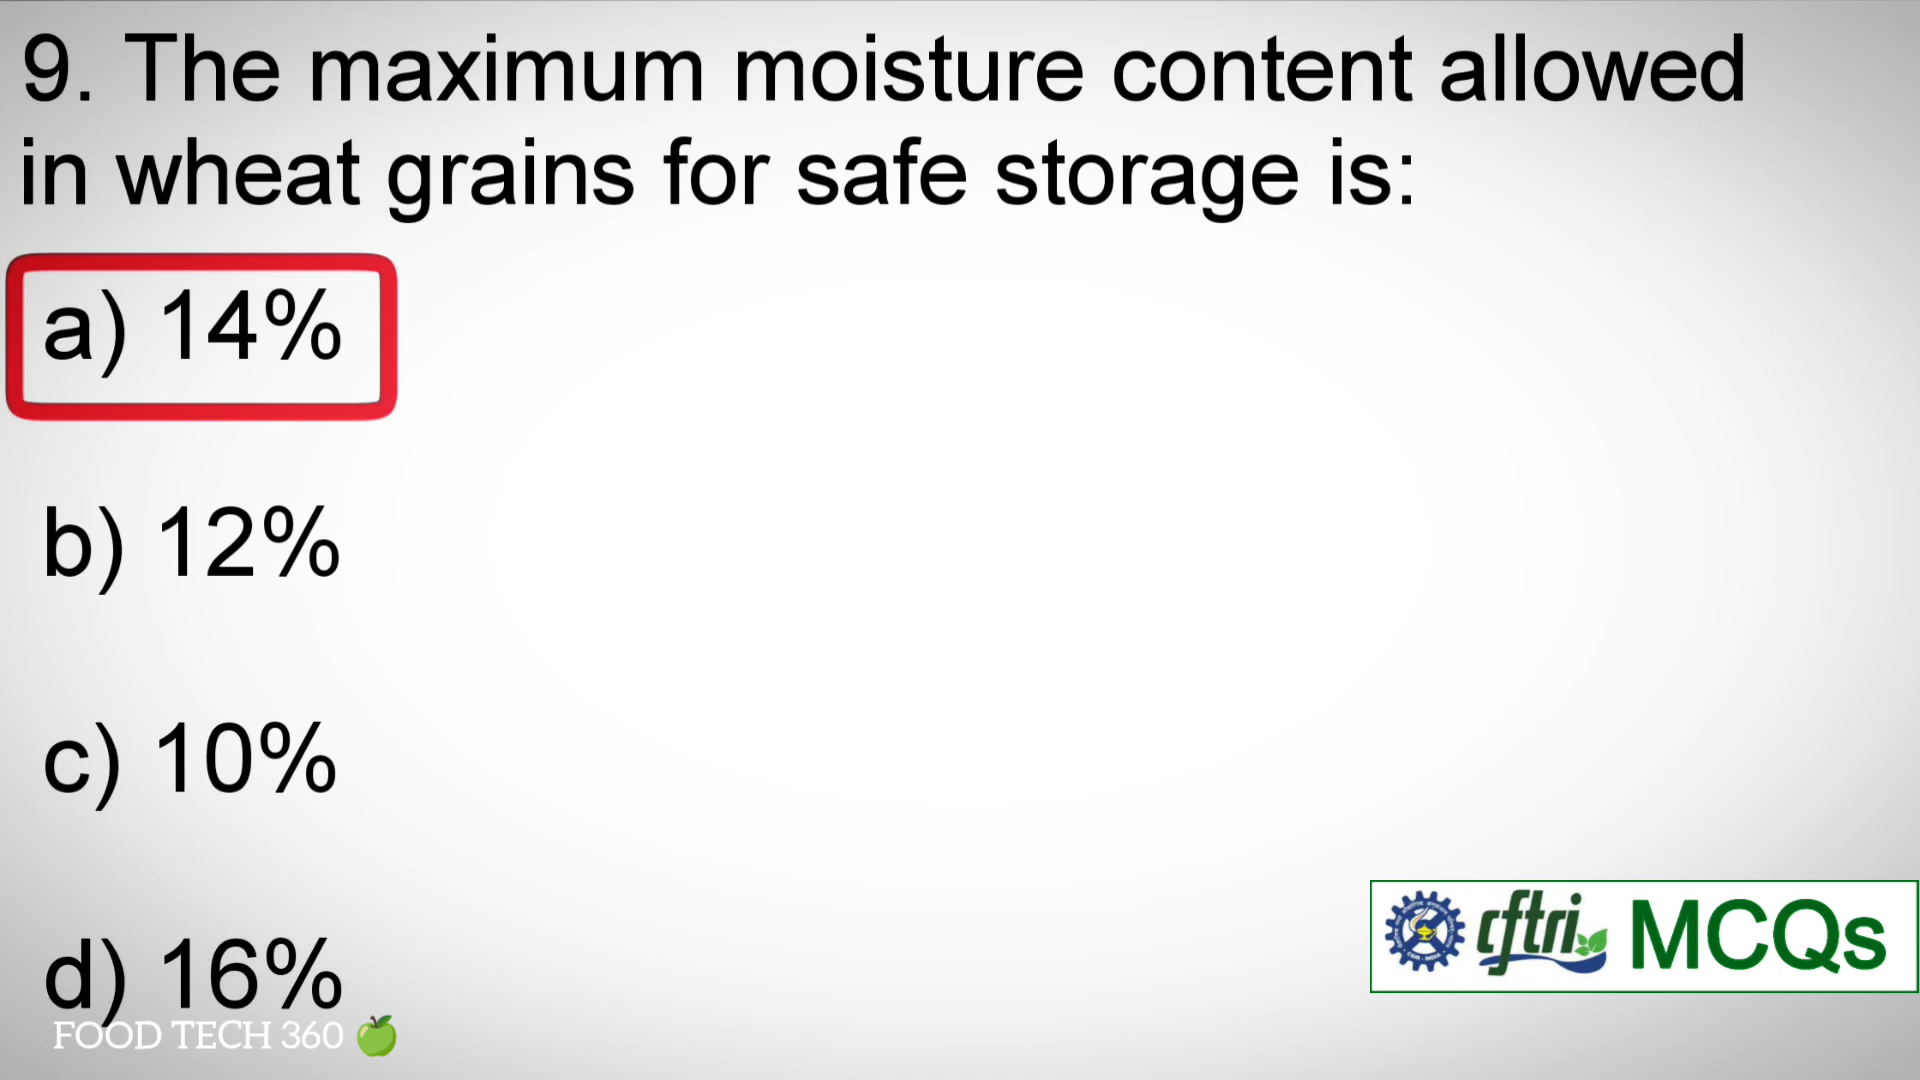 9. The maximum moisture content allowed
in wheat grains for safe storage is:
a) 14%
b) 12%
c) 10%
d) 16%
cftri MCQs
FOOD TECH 360